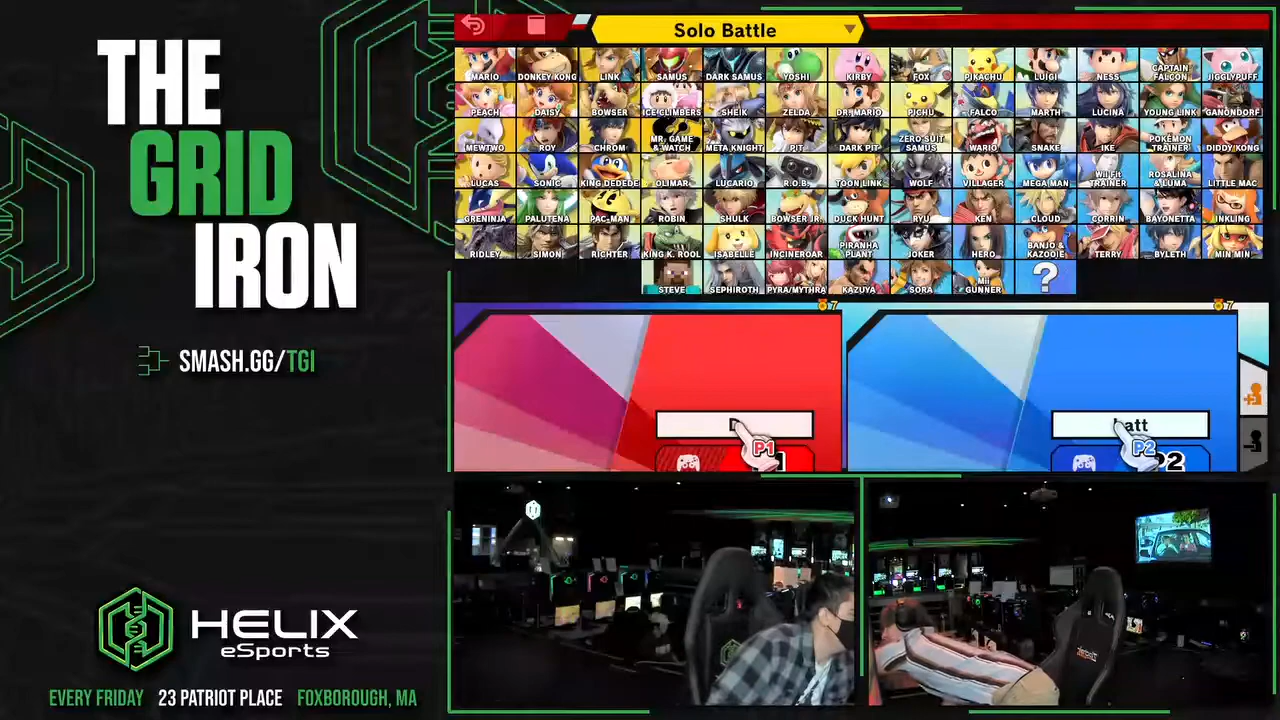 THE
GRID
IRON
SMASH.GG/TGI
HELIX
eSports
EVERY FRIDAY 23 PATRIOT PLACE FOXBOROUGH, MA
Solo Battle
MARIO DONKEY KONG LINK SAMUS DARK SAMUS YOSHI KIRBY FOX PIKACHU LUIGI NESS CAPTAIN FALCON JIGGLYPUFF
PEACH DAISY BOWSER ICE CLIMBERS SHEIK ZELDA DR. MARIO PICHU FALCO MARTH LUCINA YOUNG LINK GANONDORF
MEWTWO ROY CHROM MR. GAME & WATCH META KNIGHT PIT DARK PIT ZERO SUIT SAMUS WARIO SNAKE IKE POKÉMON TRAINER DIDDY KONG
LUCAS SONIC KING DEDEDE OLIMAR LUCARIO R.O.B. TOON LINK WOLF VILLAGER MEGA MAN Wii Fit TRAINER ROSALINA & LUMA LITTLE MAC
GRENINJA PALUTENA PAC-MAN ROBIN SHULK BOWSER JR. DUCK HUNT RYU KEN CLOUD CORRIN BAYONETTA INKLING
RIDLEY SIMON RICHTER KING K. ROOL ISABELLE INCINEROAR PIRANHA PLANT JOKER HERO BANJO & KAZOOIE TERRY BYLETH MIN MIN
STEVE SEPHIROTH PYRA/MYTHRA KAZUYA SORA Mii GUNNER ?
7 7
P1
P2
P2